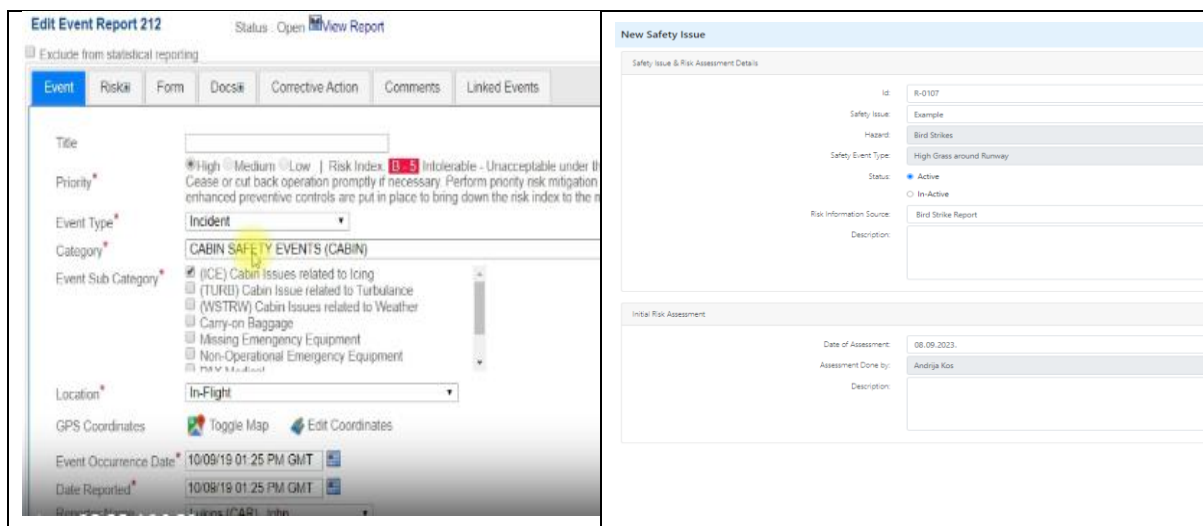 Edit Event Report 212
Status : Open View Report
Exclude from statistical reporting
Event
Form
Corrective Action
Comments
Linked Events
Title
Priority*
High Medium Low | Risk Index: B - 5 Intolerable - Unacceptable under th
Cease or cut back operation promptly if necessary. Perform priority risk mitigation
enhanced preventive controls are put in place to bring down the risk index to the n
Event Type* Incident
Category* CABIN SAFETY EVENTS (CABIN)
Event Sub Category* (ICE) Cabin Issues related to Icing
(TURB) Cabin Issue related to Turbulance
(WSTRW) Cabin Issues related to Weather
Carry-on Baggage
Missing Emengency Equipment
Non-Operational Emergency Equipment
PAX Medical
Location* In-Flight
GPS Coordinates Toggle Map Edit Coordinates
Event Occurrence Date* 10/09/19 01:25 PM GMT
Date Reported* 10/09/19 01:25 PM GMT
New Safety Issue
Safety Issue & Risk Assessment Details
Id: R-0107
Safety Issue: Example
Hazard: Bird Strikes
Safety Event Type: High Grass around Runway
Status: Active
In-Active
Risk Information Source: Bird Strike Report
Description:
Initial Risk Assessment
Date of Assessment: 08.09.2023.
Assessment Done by: Andrija Kos
Description: